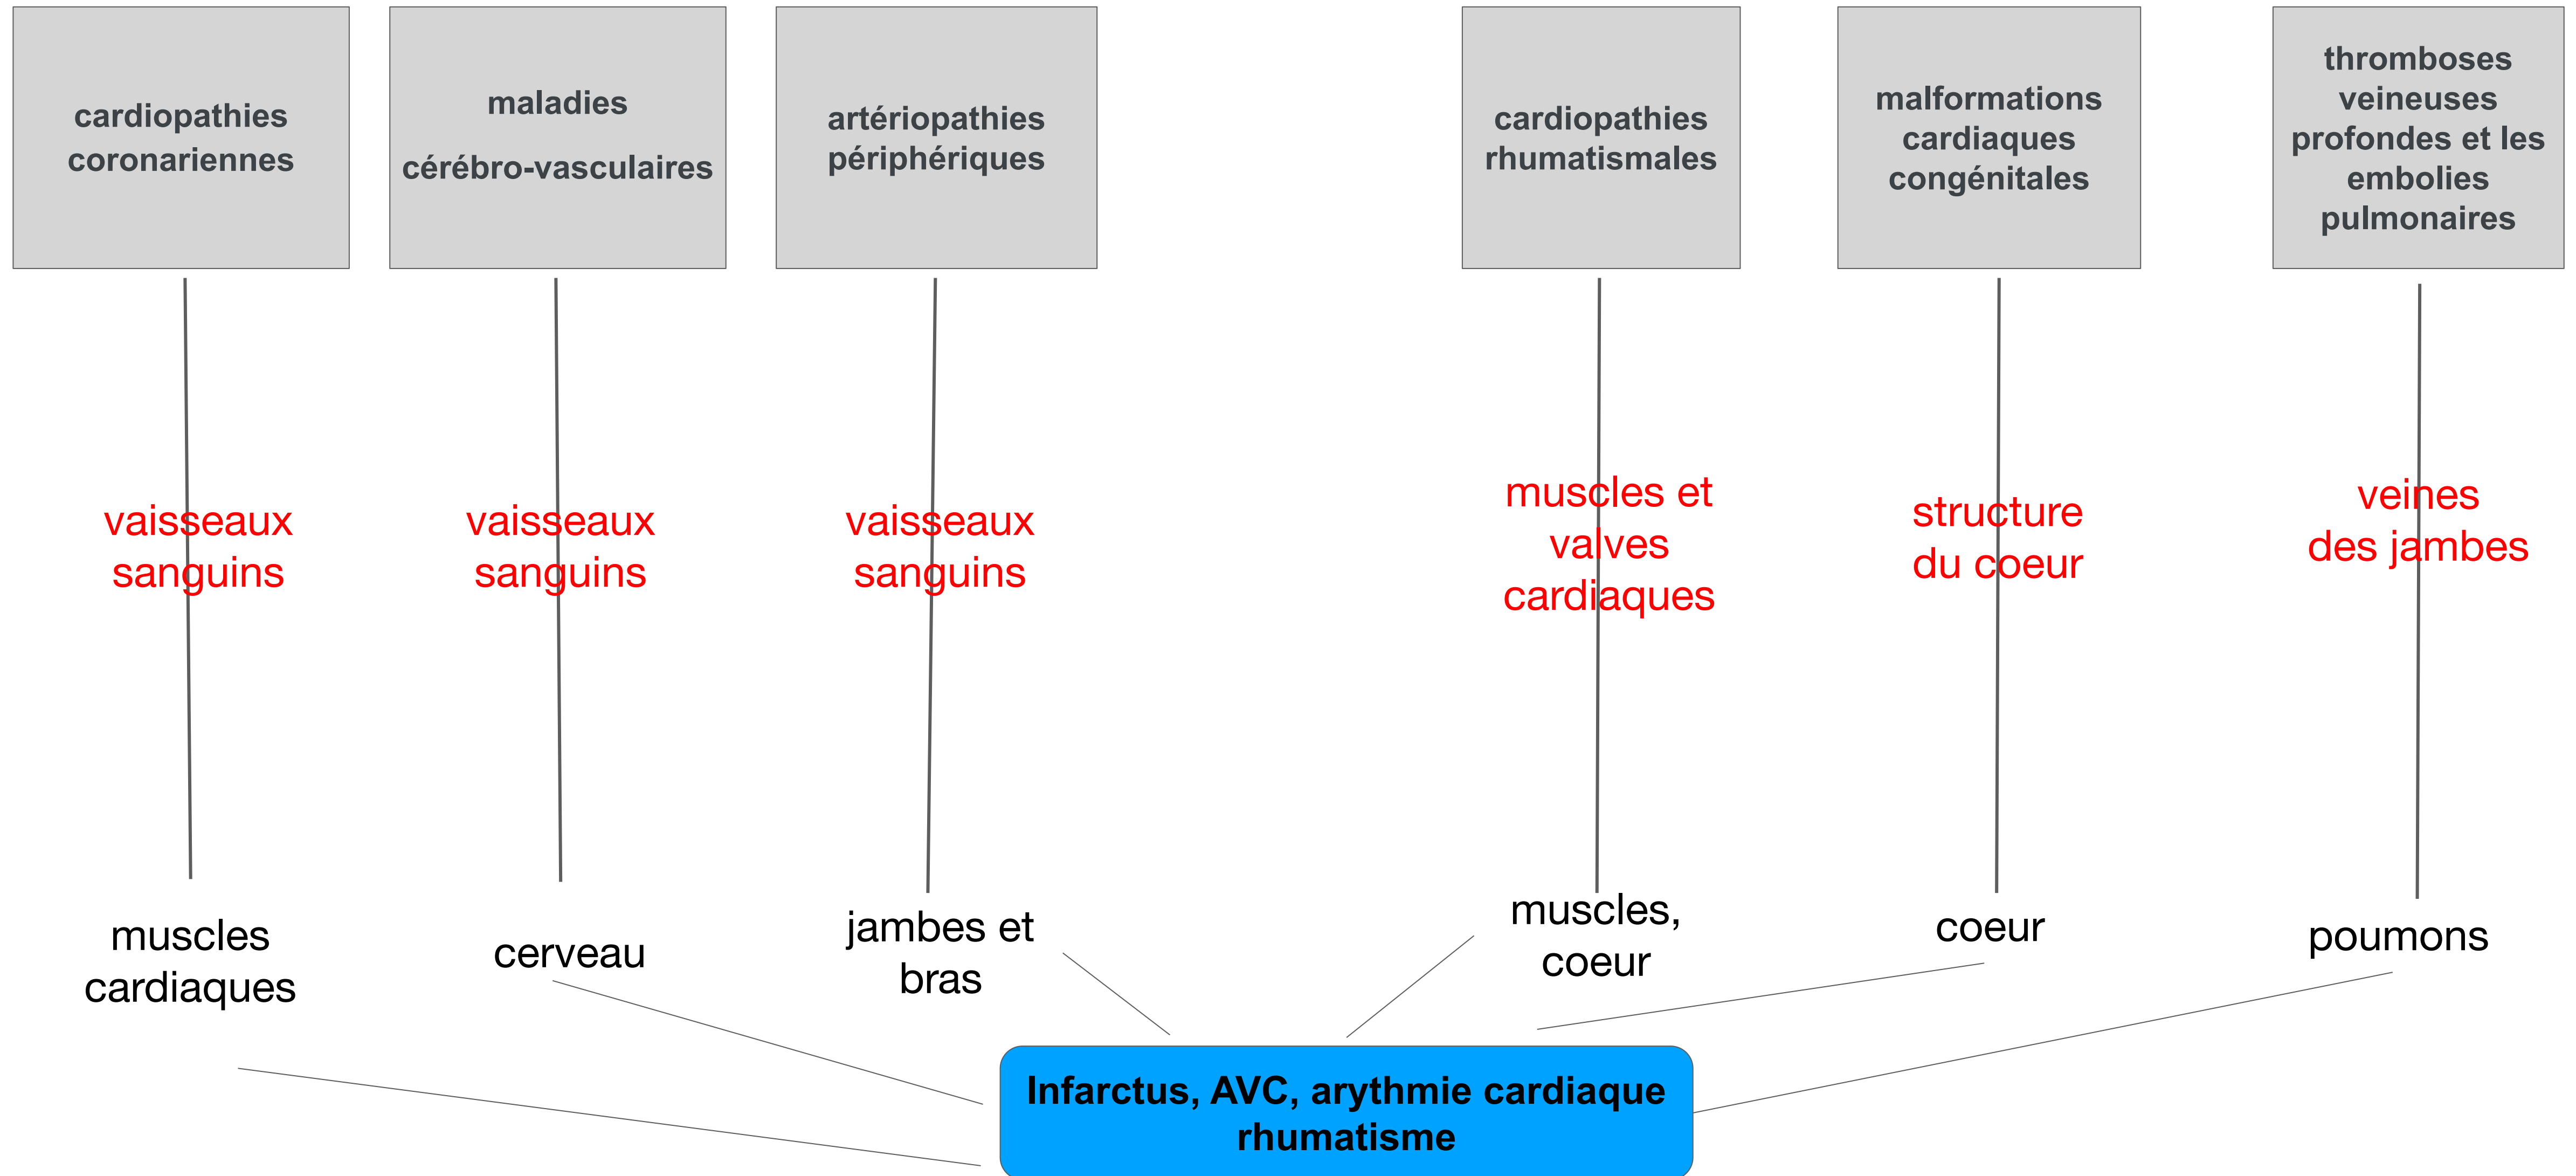 cardiopathies
coronariennes
maladies
cérébro-vasculaires
artériopathies
périphériques
cardiopathies
rhumatismales
malformations
cardiaques
congénitales
thromboses
veineuses
profondes et les
embolies
pulmonaires
vaisseaux
sanguins
vaisseaux
sanguins
vaisseaux
sanguins
muscles et
valves
cardiaques
structure
du coeur
veines
des jambes
muscles
cardiaques
cerveau
jambes et
bras
muscles,
coeur
coeur
poumons
Infarctus, AVC, arythmie cardiaque
rhumatisme